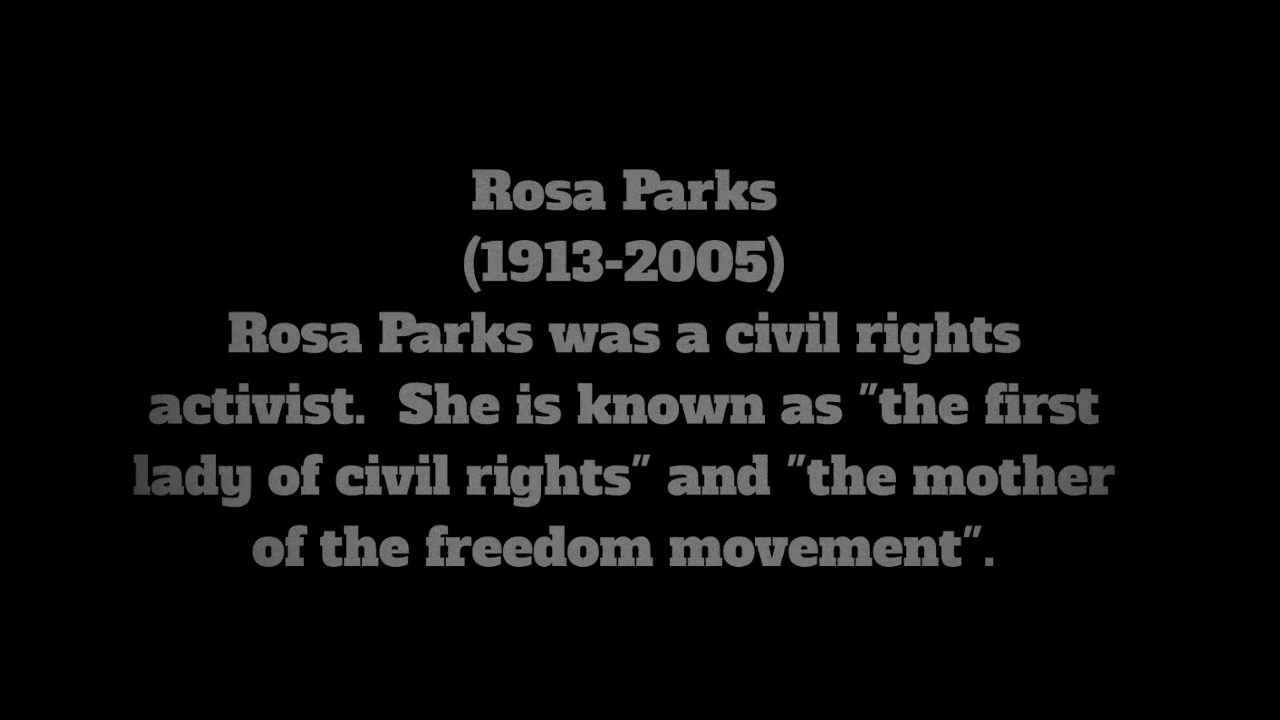 Rosa Parks
(1913-2005)
Rosa Parks was a civil rights
activist.  She is known as "the first
lady of civil rights" and "the mother
of the freedom movement".